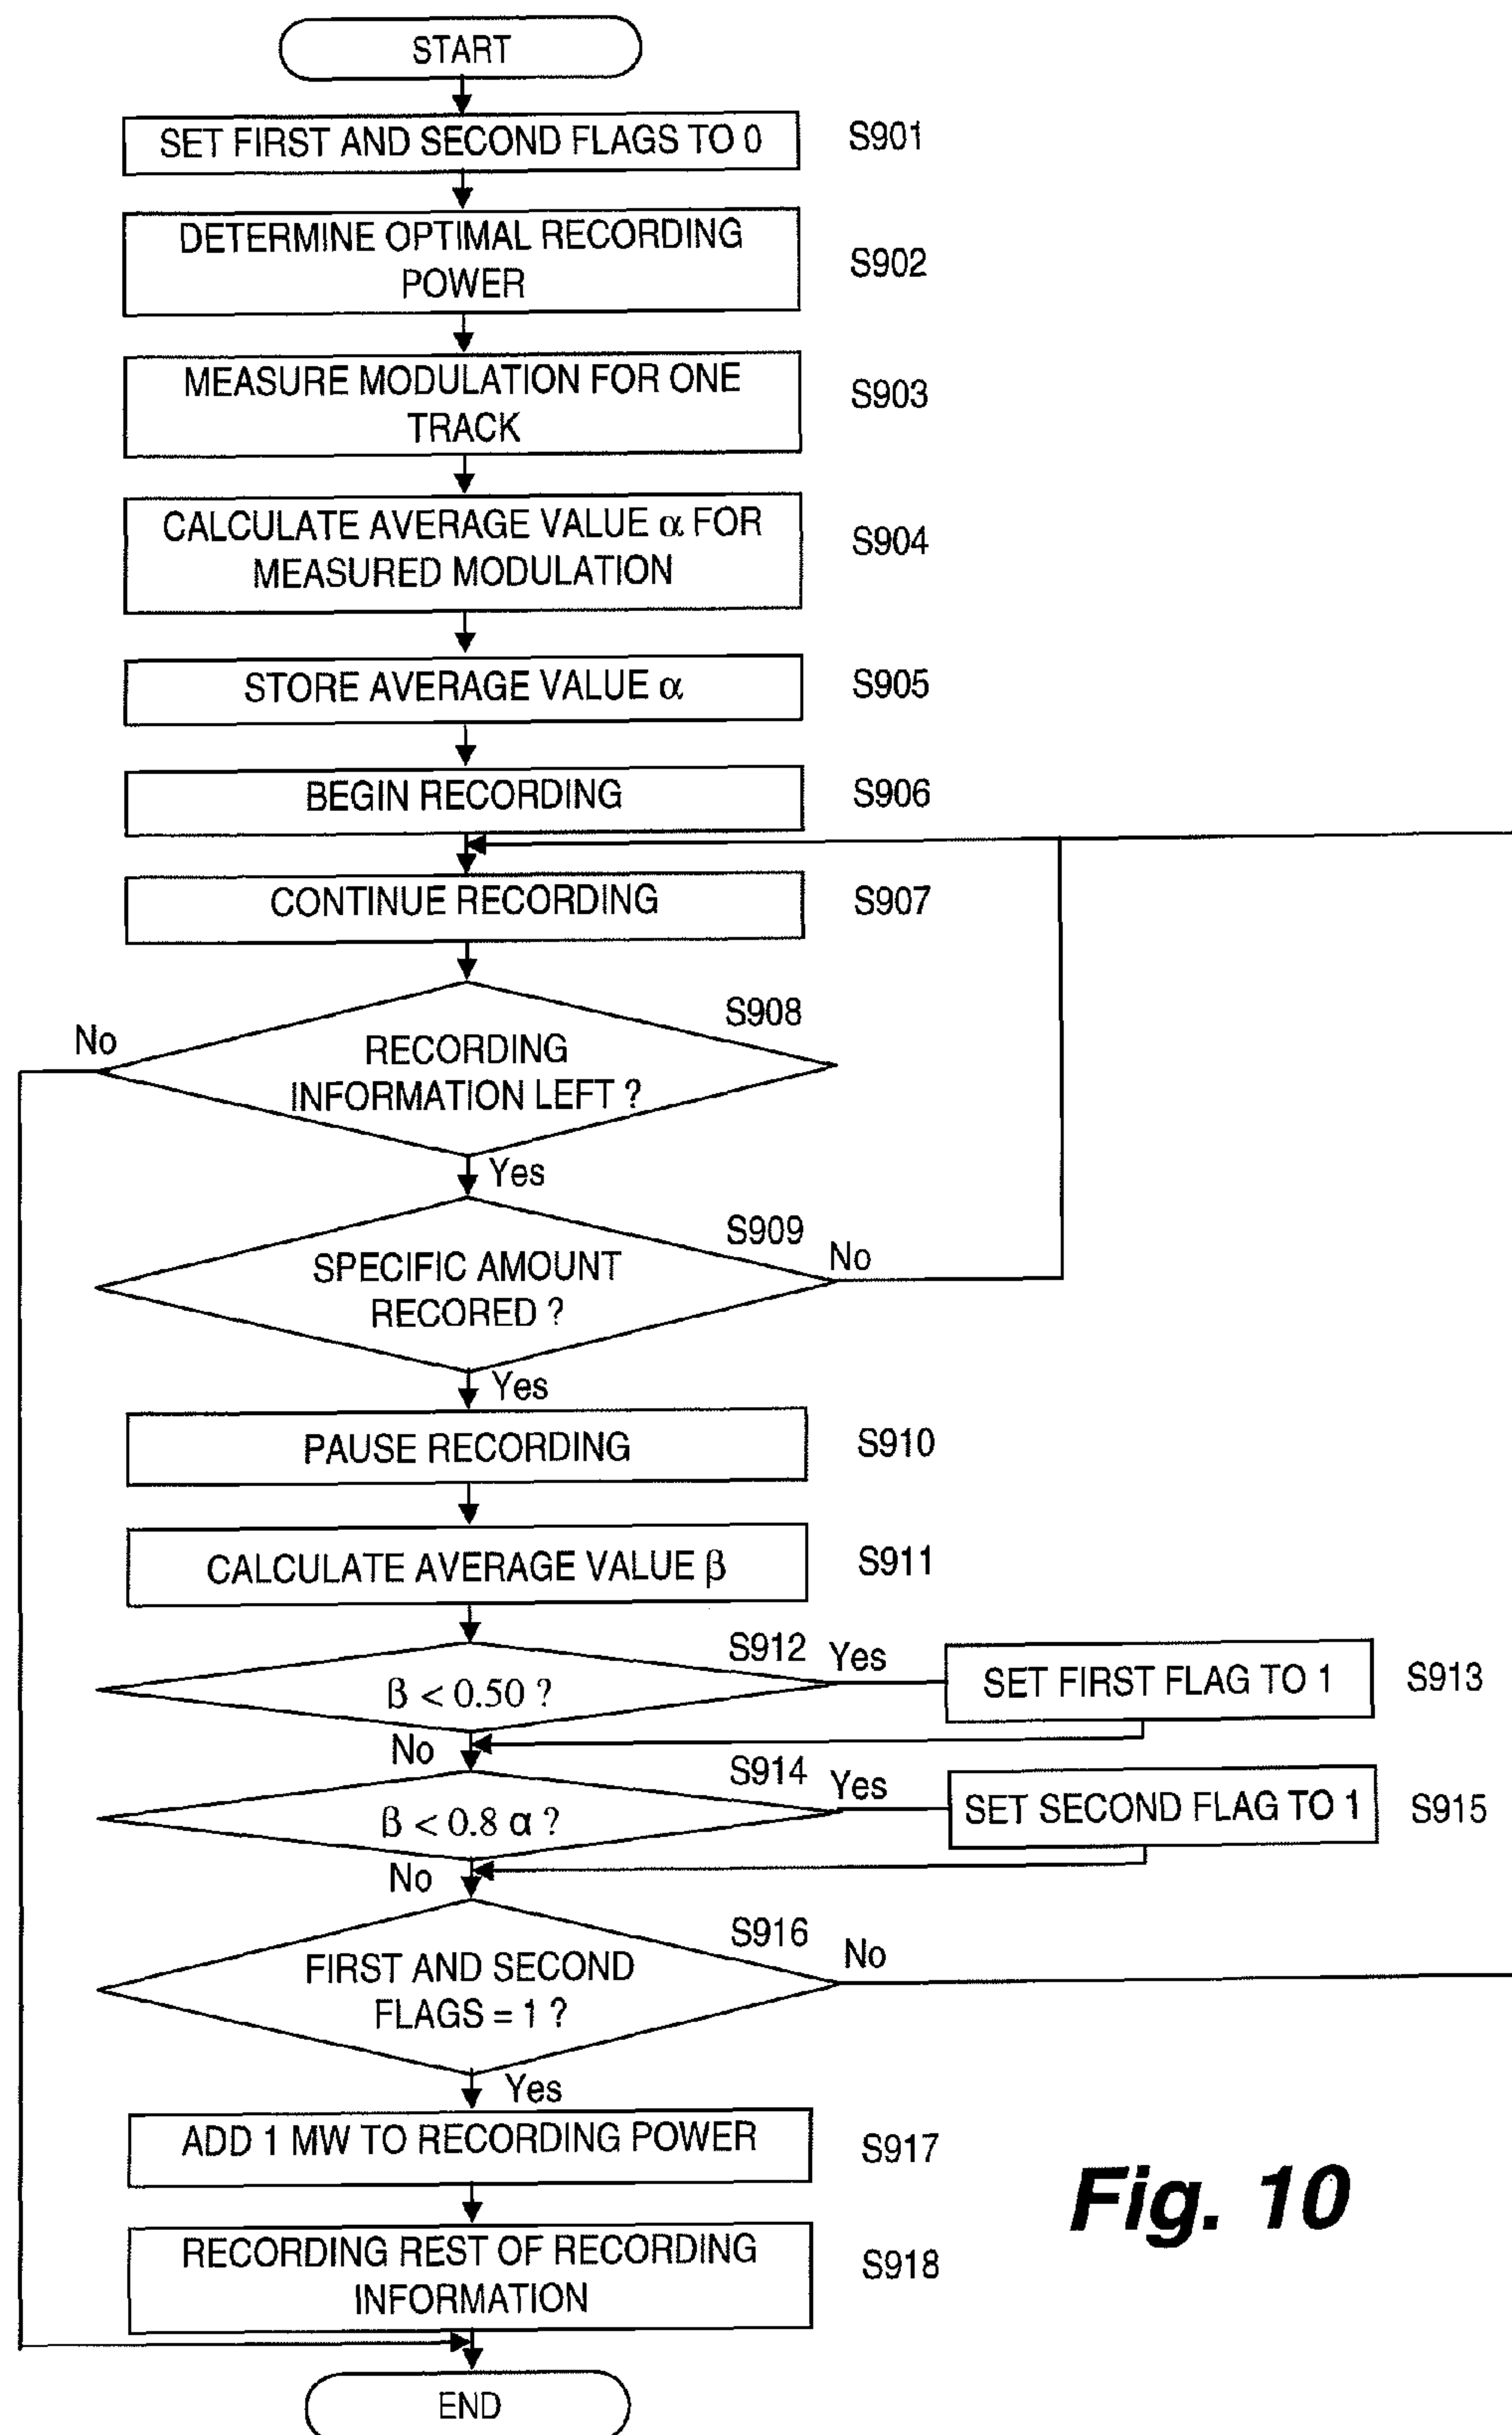 START
SET FIRST AND SECOND FLAGS TO 0
S901
DETERMINE OPTIMAL RECORDING
POWER
S902
MEASURE MODULATION FOR ONE
TRACK
S903
CALCULATE AVERAGE VALUE α FOR
MEASURED MODULATION
S904
STORE AVERAGE VALUE α
S905
BEGIN RECORDING
S906
CONTINUE RECORDING
S907
S908
No
RECORDING
INFORMATION LEFT ?
Yes
S909
No
SPECIFIC AMOUNT
RECORED ?
Yes
PAUSE RECORDING
S910
CALCULATE AVERAGE VALUE β
S911
S912
Yes
β < 0.50 ?
SET FIRST FLAG TO 1
S913
No
S914
Yes
β < 0.8 α ?
SET SECOND FLAG TO 1
S915
No
S916
No
FIRST AND SECOND
FLAGS = 1 ?
Yes
ADD 1 MW TO RECORDING POWER
S917
RECORDING REST OF RECORDING
INFORMATION
S918
Fig. 10
END